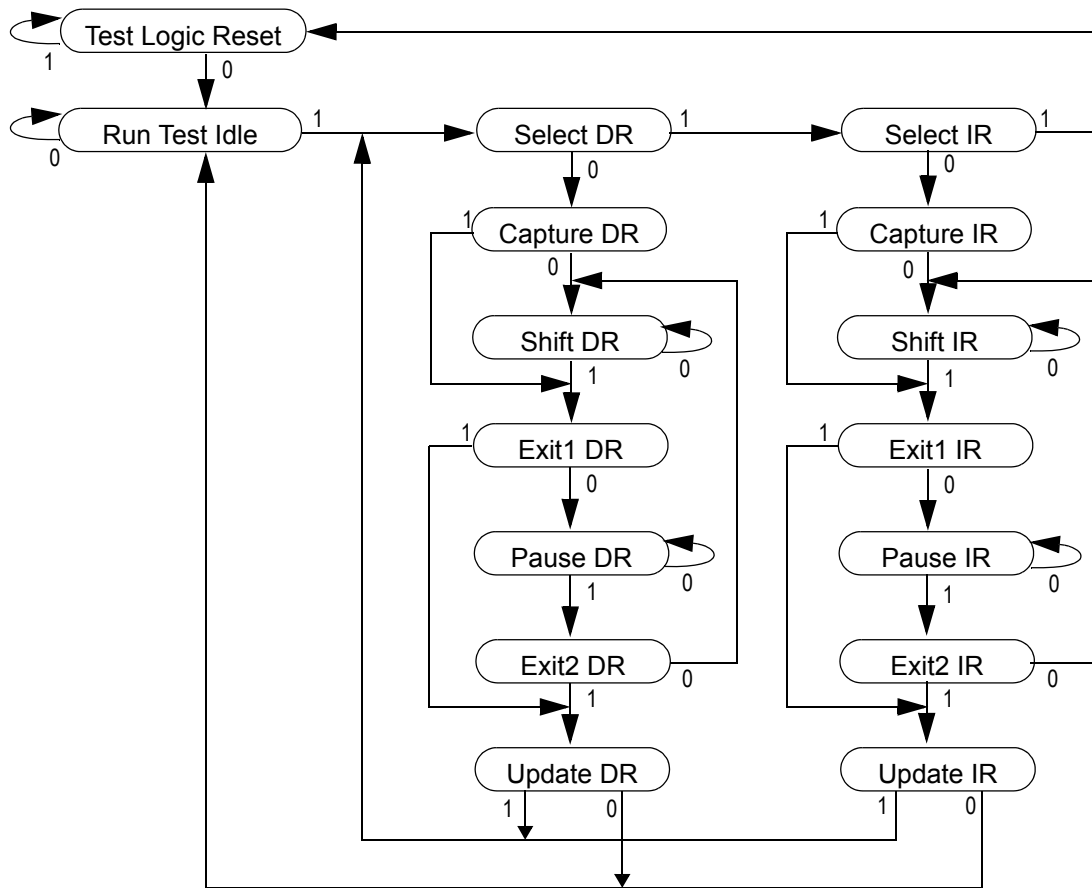 Test Logic Reset
1
0
Run Test Idle
0
1
Select DR
1
0
Select IR
1
0
1
Capture DR
0
1
Capture IR
0
Shift DR
0
1
Shift IR
0
1
1
Exit1 DR
0
1
Exit1 IR
0
Pause DR
0
1
Pause IR
0
1
Exit2 DR
0
1
Exit2 IR
0
1
Update DR
1
0
Update IR
1
0